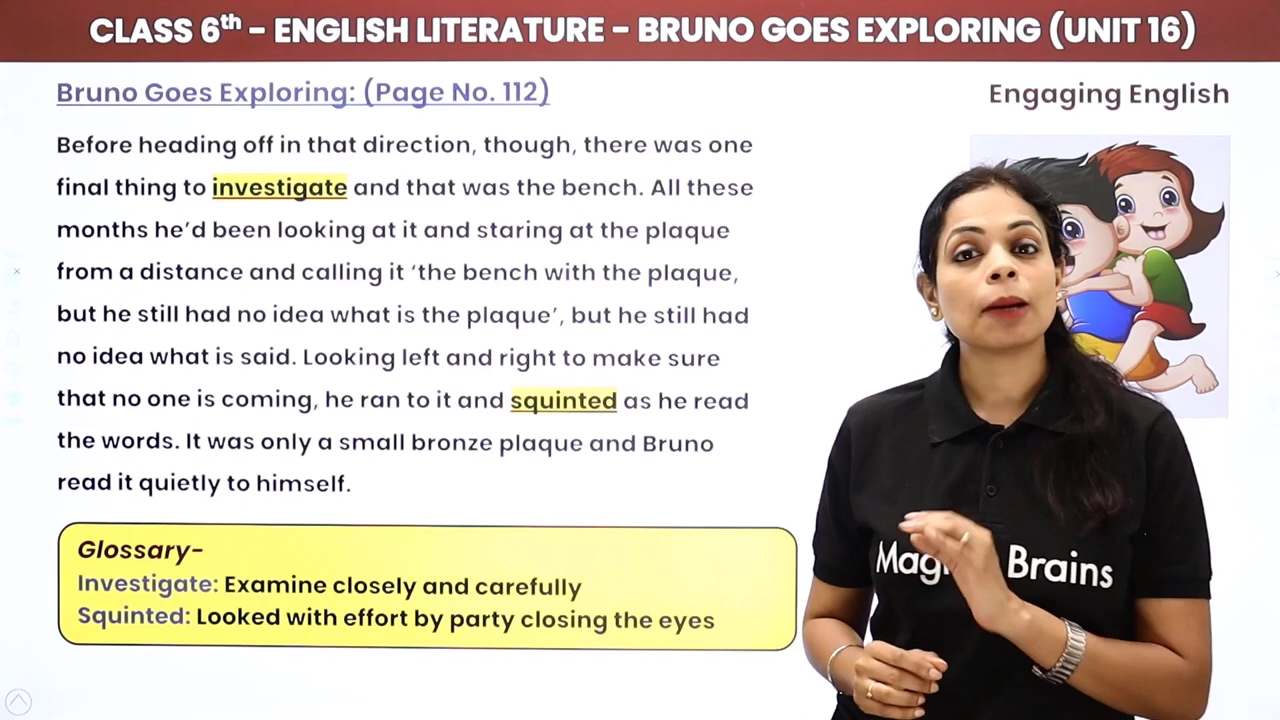 CLASS 6th – ENGLISH LITERATURE – BRUNO GOES EXPLORING (UNIT 16)
Bruno Goes Exploring: (Page No. 112)
Engaging English
Before heading off in that direction, though, there was one
final thing to investigate and that was the bench. All these
months he’d been looking at it and staring at the plaque
from a distance and calling it ‘the bench with the plaque,
but he still had no idea what is the plaque’, but he still had
no idea what is said. Looking left and right to make sure
that no one is coming, he ran to it and squinted as he read
the words. It was only a small bronze plaque and Bruno
read it quietly to himself.
Glossary–
Investigate: Examine closely and carefully
Squinted: Looked with effort by party closing the eyes
Brains